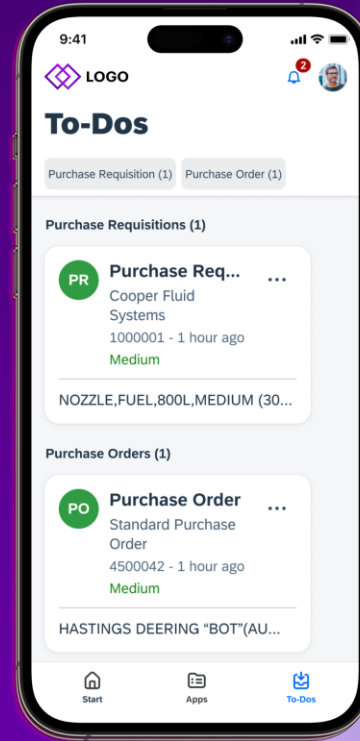 9:41
LOGO
2
To-Dos
Purchase Requisition (1) Purchase Order (1)
Purchase Requisitions (1)
PR
Purchase Req...
Cooper Fluid
Systems
1000001 - 1 hour ago
Medium
NOZZLE,FUEL,800L,MEDIUM (30...
Purchase Orders (1)
PO
Purchase Order
Standard Purchase
Order
4500042 - 1 hour ago
Medium
HASTINGS DEERING “BOT”(AU...
Start Apps To-Dos